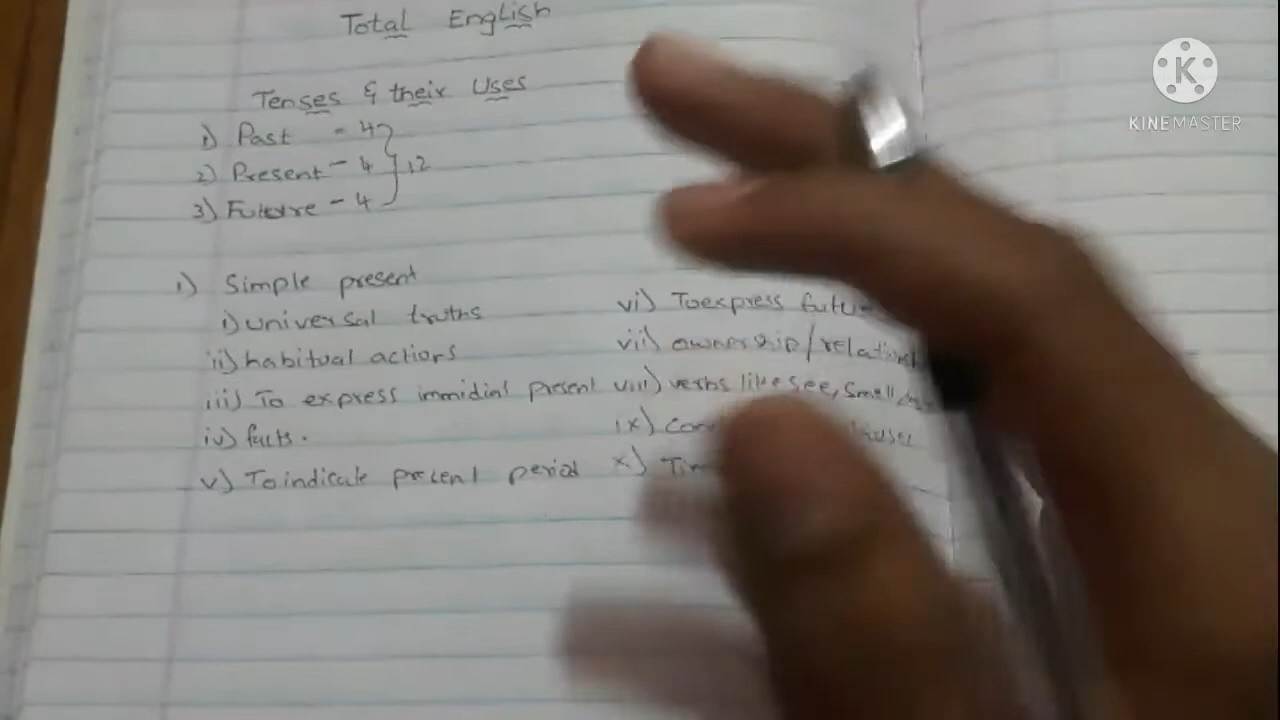 Total English
Tenses & their Uses
1) Past - 4
2) Present - 4 } 12
3) Future - 4
1) Simple present
i) universal truths
ii) habitual actions
iii) To express immidiat present
iv) facts.
v) To indicate present period
vi) To express
vii) ownership/
viii) verbs like see, smell
ix)
x)
KINEMASTER